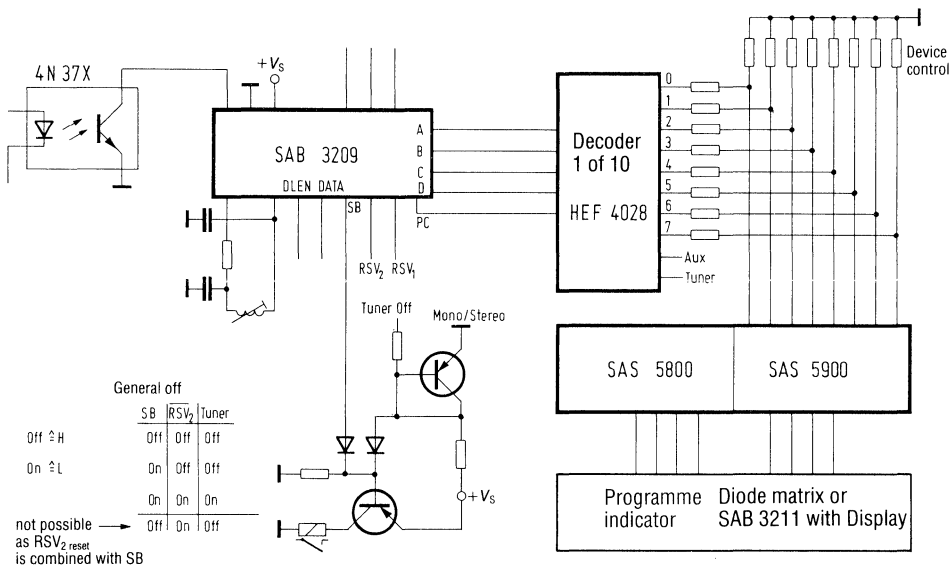 Device
control
4N 37X
+VS
SAB 3209
DLEN DATA
A
B
C
D
SB
PC
RSV2
RSV1
Decoder
1 of 10
HEF 4028
0
1
2
3
4
5
6
7
Aux
Tuner
Tuner Off
Mono/Stereo
SAS 5800
SAS 5900
General off
SB RSV2 Tuner
Off ≙ H Off Off Off
On ≙ L On Off Off
On On On
not possible Off On Off
as RSV2 reset
is combined with SB
+VS
Programme
indicator
Diode matrix or
SAB 3211 with Display